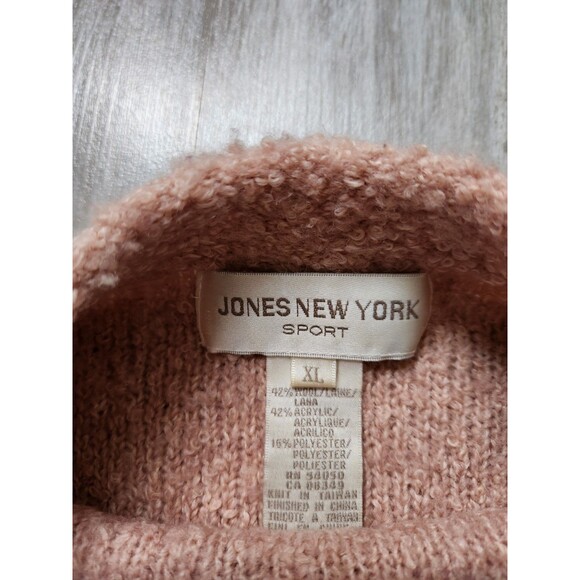 JONES NEW YORK
SPORT
XL
42% WOOL/LAINE/
LANA
42% ACRYLIC/
ACRYLIQUE/
ACRILICO
16% POLYESTER/
POLYESTER/
POLIESTER
RN 54050
CA 08349
KNIT IN TAIWAN
FINISHED IN CHINA
TRICOTE A TAIWAN